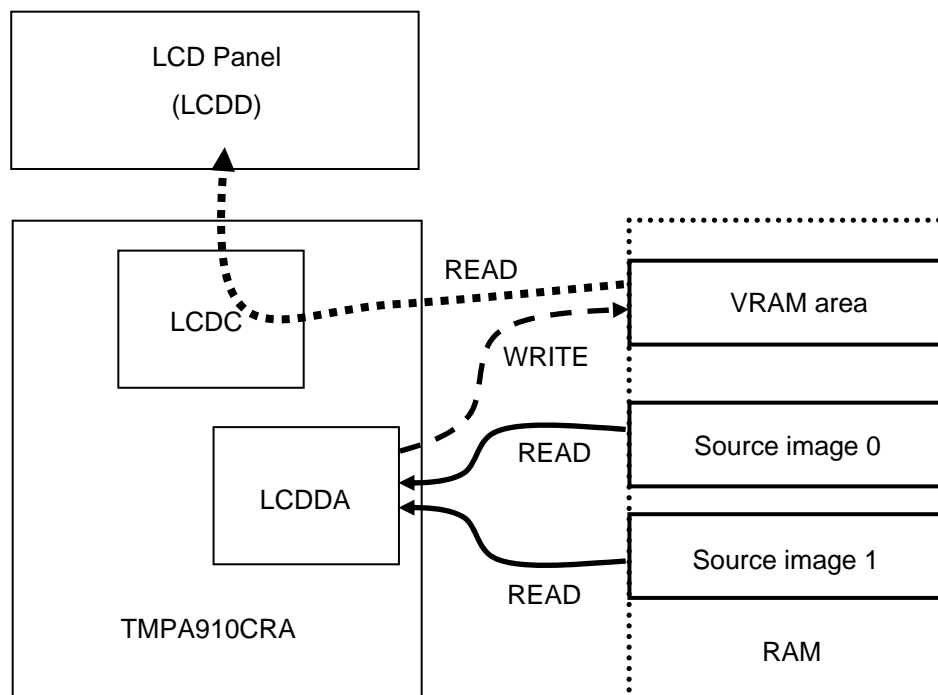 LCD Panel
(LCDD)
READ
VRAM area
LCDC
WRITE
Source image 0
READ
LCDDA
Source image 1
READ
TMPA910CRA
RAM